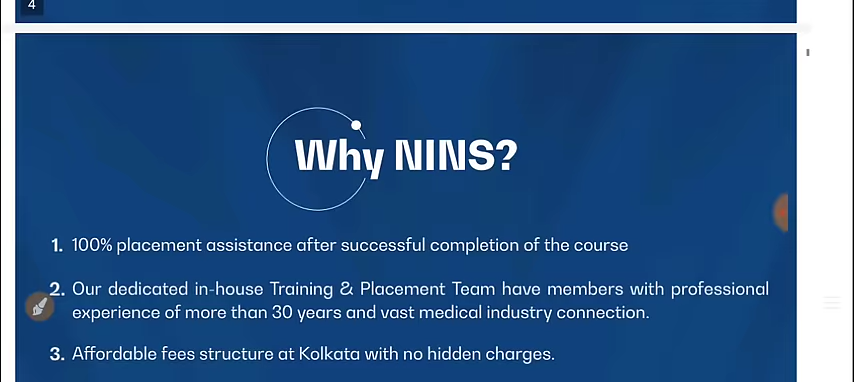 4
Why NINS?
1. 100% placement assistance after successful completion of the course
2. Our dedicated in-house Training & Placement Team have members with professional
experience of more than 30 years and vast medical industry connection.
3. Affordable fees structure at Kolkata with no hidden charges.